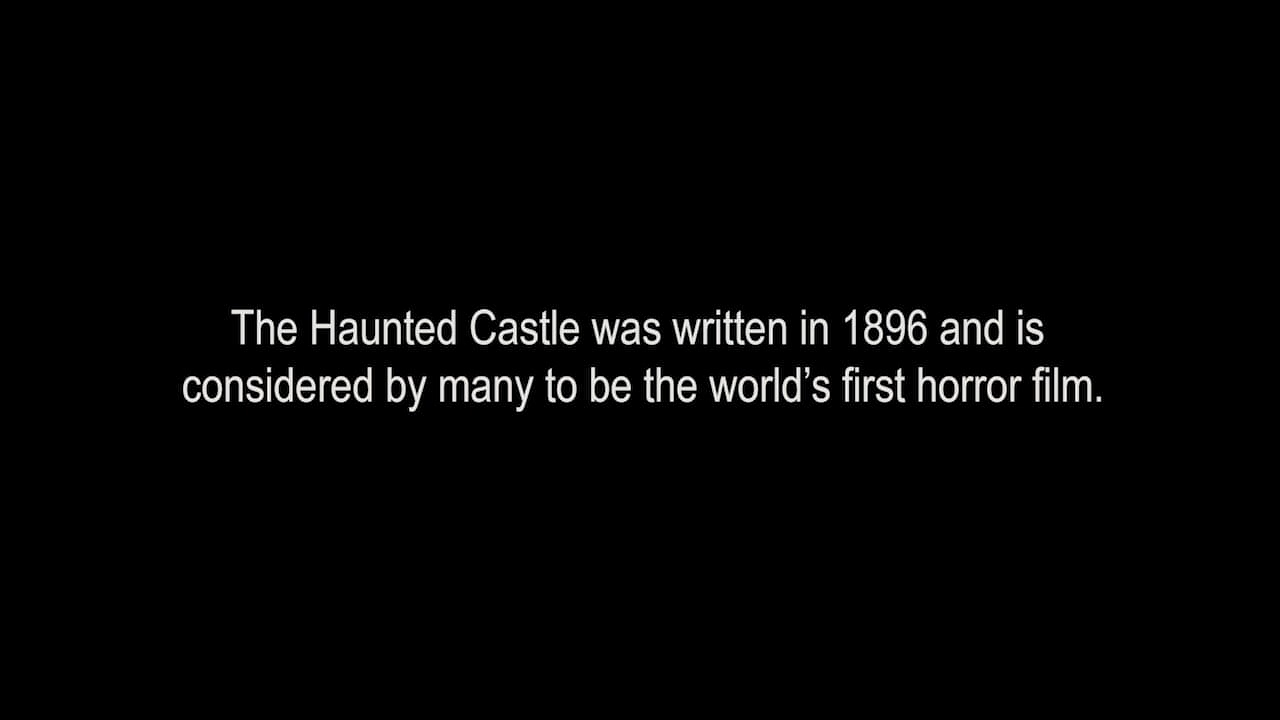 The Haunted Castle was written in 1896 and is
considered by many to be the world’s first horror film.